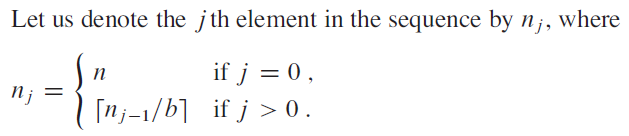 Let us denote the jth element in the sequence by n_j, where
n_j = { n if j = 0 ,
⌈n_{j−1}/b⌉ if j > 0 .